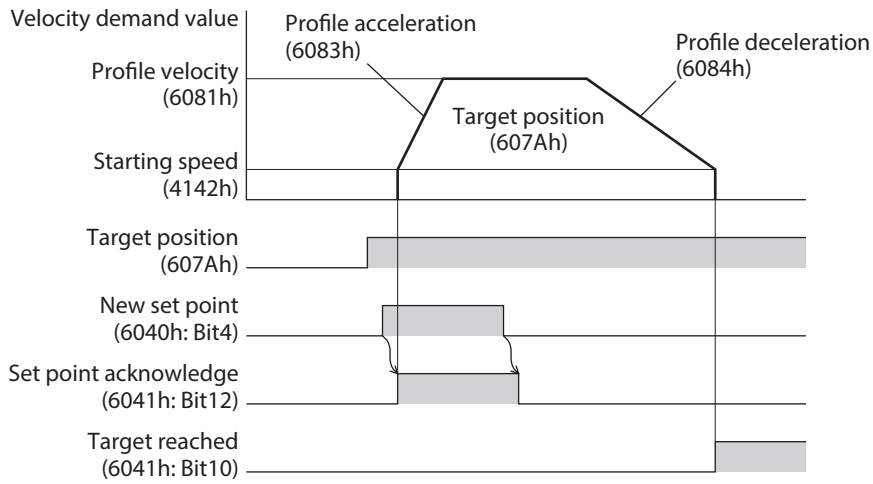 Velocity demand value
Profile acceleration
(6083h)
Profile deceleration
(6084h)
Profile velocity
(6081h)
Target position
(607Ah)
Starting speed
(4142h)
Target position
(607Ah)
New set point
(6040h: Bit4)
Set point acknowledge
(6041h: Bit12)
Target reached
(6041h: Bit10)